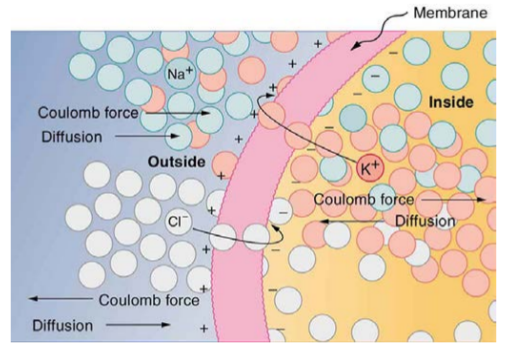 Membrane
Na+
Inside
Coulomb force
Diffusion
Outside
K+
Coulomb force
Diffusion
Cl−
Coulomb force
Diffusion